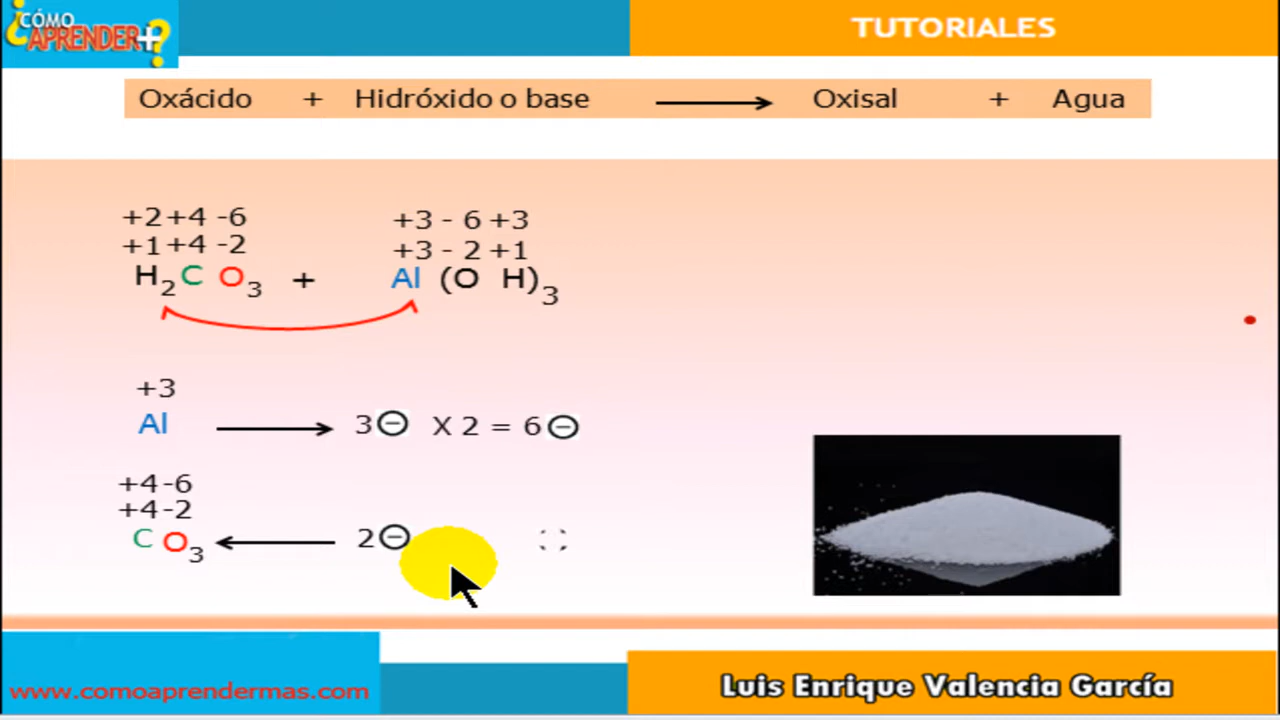 ¿CÓMO
APRENDER+?
TUTORIALES
Oxácido + Hidróxido o base ⟶ Oxisal + Agua
+2 +4 -6 +3 - 6 +3
+1 +4 -2 +3 - 2 +1
H₂C O₃ + Al (O H)₃
+3
Al ⟶ 3⊖ X 2 = 6⊖
+4 -6
+4 -2
C O₃ ⟵ 2⊖
www.comoaprendermas.com
Luis Enrique Valencia García